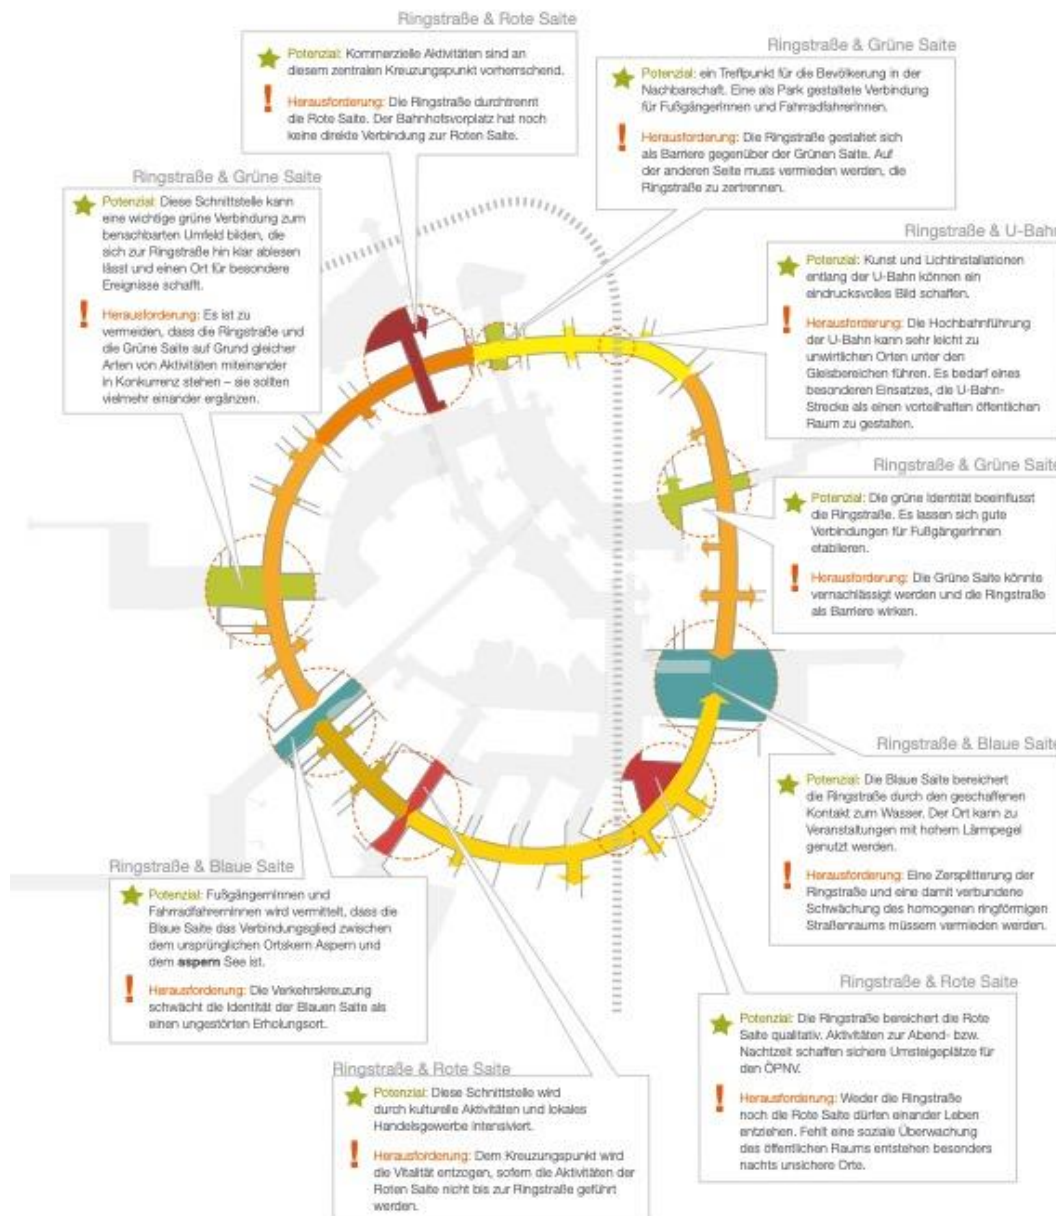 Ringstraße & Rote Saite
Potenzial: Kommerzielle Aktivitäten sind an
diesem zentralen Kreuzungspunkt vorherrschend.
Herausforderung: Die Ringstraße durchtrennt
die Rote Saite. Der Bahnhofsvorplatz hat noch
keine direkte Verbindung zur Roten Saite.
Ringstraße & Grüne Saite
Potenzial: ein Treffpunkt für die Bevölkerung in der
Nachbarschaft. Eine als Park gestaltete Verbindung
für FußgängerInnen und FahrradfahrerInnen.
Herausforderung: Die Ringstraße gestaltet sich
als Barriere gegenüber der Grünen Saite. Auf
der anderen Seite muss vermieden werden, die
Ringstraße zu zertrennen.
Ringstraße & Grüne Saite
Potenzial: Diese Schnittstelle kann
eine wichtige grüne Verbindung zum
benachbarten Umfeld bilden, die
sich zur Ringstraße hin klar ablesen
lässt und einen Ort für besondere
Ereignisse schafft.
Herausforderung: Es ist zu
vermeiden, dass die Ringstraße und
die Grüne Saite auf Grund gleicher
Arten von Aktivitäten miteinander
in Konkurrenz stehen – sie sollten
vielmehr einander ergänzen.
Ringstraße & U-Bahn
Potenzial: Kunst und Lichtinstallationen
entlang der U-Bahn können ein
eindrucksvolles Bild schaffen.
Herausforderung: Die Hochbahnführung
der U-Bahn kann sehr leicht zu
unwirtlichen Orten unter den
Gleisbereichen führen. Es bedarf eines
besonderen Einsatzes, die U-Bahn-
Strecke als einen vorteilhaften öffentlichen
Raum zu gestalten.
Ringstraße & Grüne Saite
Potenzial: Die grüne Identität beeinflusst
die Ringstraße. Es lassen sich gute
Verbindungen für FußgängerInnen
etablieren.
Herausforderung: Die Grüne Saite könnte
vernachlässigt werden und die Ringstraße
als Barriere wirken.
Ringstraße & Blaue Saite
Potenzial: Die Blaue Saite bereichert
die Ringstraße durch den geschaffenen
Kontakt zum Wasser. Der Ort kann zu
Veranstaltungen mit hohem Lärmpegel
genutzt werden.
Herausforderung: Eine Zersplitterung der
Ringstraße und eine damit verbundene
Schwächung des homogenen ringförmigen
Straßenraums müssern vermieden werden.
Ringstraße & Blaue Saite
Potenzial: Fußgängerninnen und
Fahrradfahrerninnen wird vermittelt, dass die
Blaue Saite das Verbindungsglied zwischen
dem ursprünglichen Ortskern Aspern und
dem aspern See ist.
Herausforderung: Die Verkehrskreuzung
schwächt die Identität der Blauen Saite als
einen ungestörten Erholungsort.
Ringstraße & Rote Saite
Potenzial: Die Ringstraße bereichert die Rote
Saite qualitativ. Aktivitäten zur Abend- bzw.
Nachtzeit schaffen sichere Umsteigeplätze für
den ÖPNV.
Herausforderung: Weder die Ringstraße
noch die Rote Saite dürfen einander Leben
entziehen. Fehlt eine soziale Überwachung
des öffentlichen Raums entstehen besonders
nachts unsichere Orte.
Ringstraße & Rote Saite
Potenzial: Diese Schnittstelle wird
durch kulturelle Aktivitäten und lokales
Handelsgewerbe intensiviert.
Herausforderung: Dem Kreuzungspunkt wird
die Vitalität entzogen, sofern die Aktivitäten der
Roten Saite nicht bis zur Ringstraße geführt
werden.